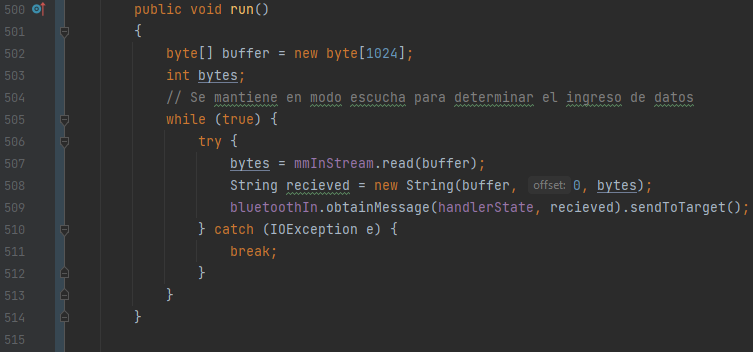 500 public void run()
501 {
502 byte[] buffer = new byte[1024];
503 int bytes;
504 // Se mantiene en modo escucha para determinar el ingreso de datos
505 while (true) {
506 try {
507 bytes = mmInStream.read(buffer);
508 String recieved = new String(buffer, offset: 0, bytes);
509 bluetoothIn.obtainMessage(handlerState, recieved).sendToTarget();
510 } catch (IOException e) {
511 break;
512 }
513 }
514 }
515